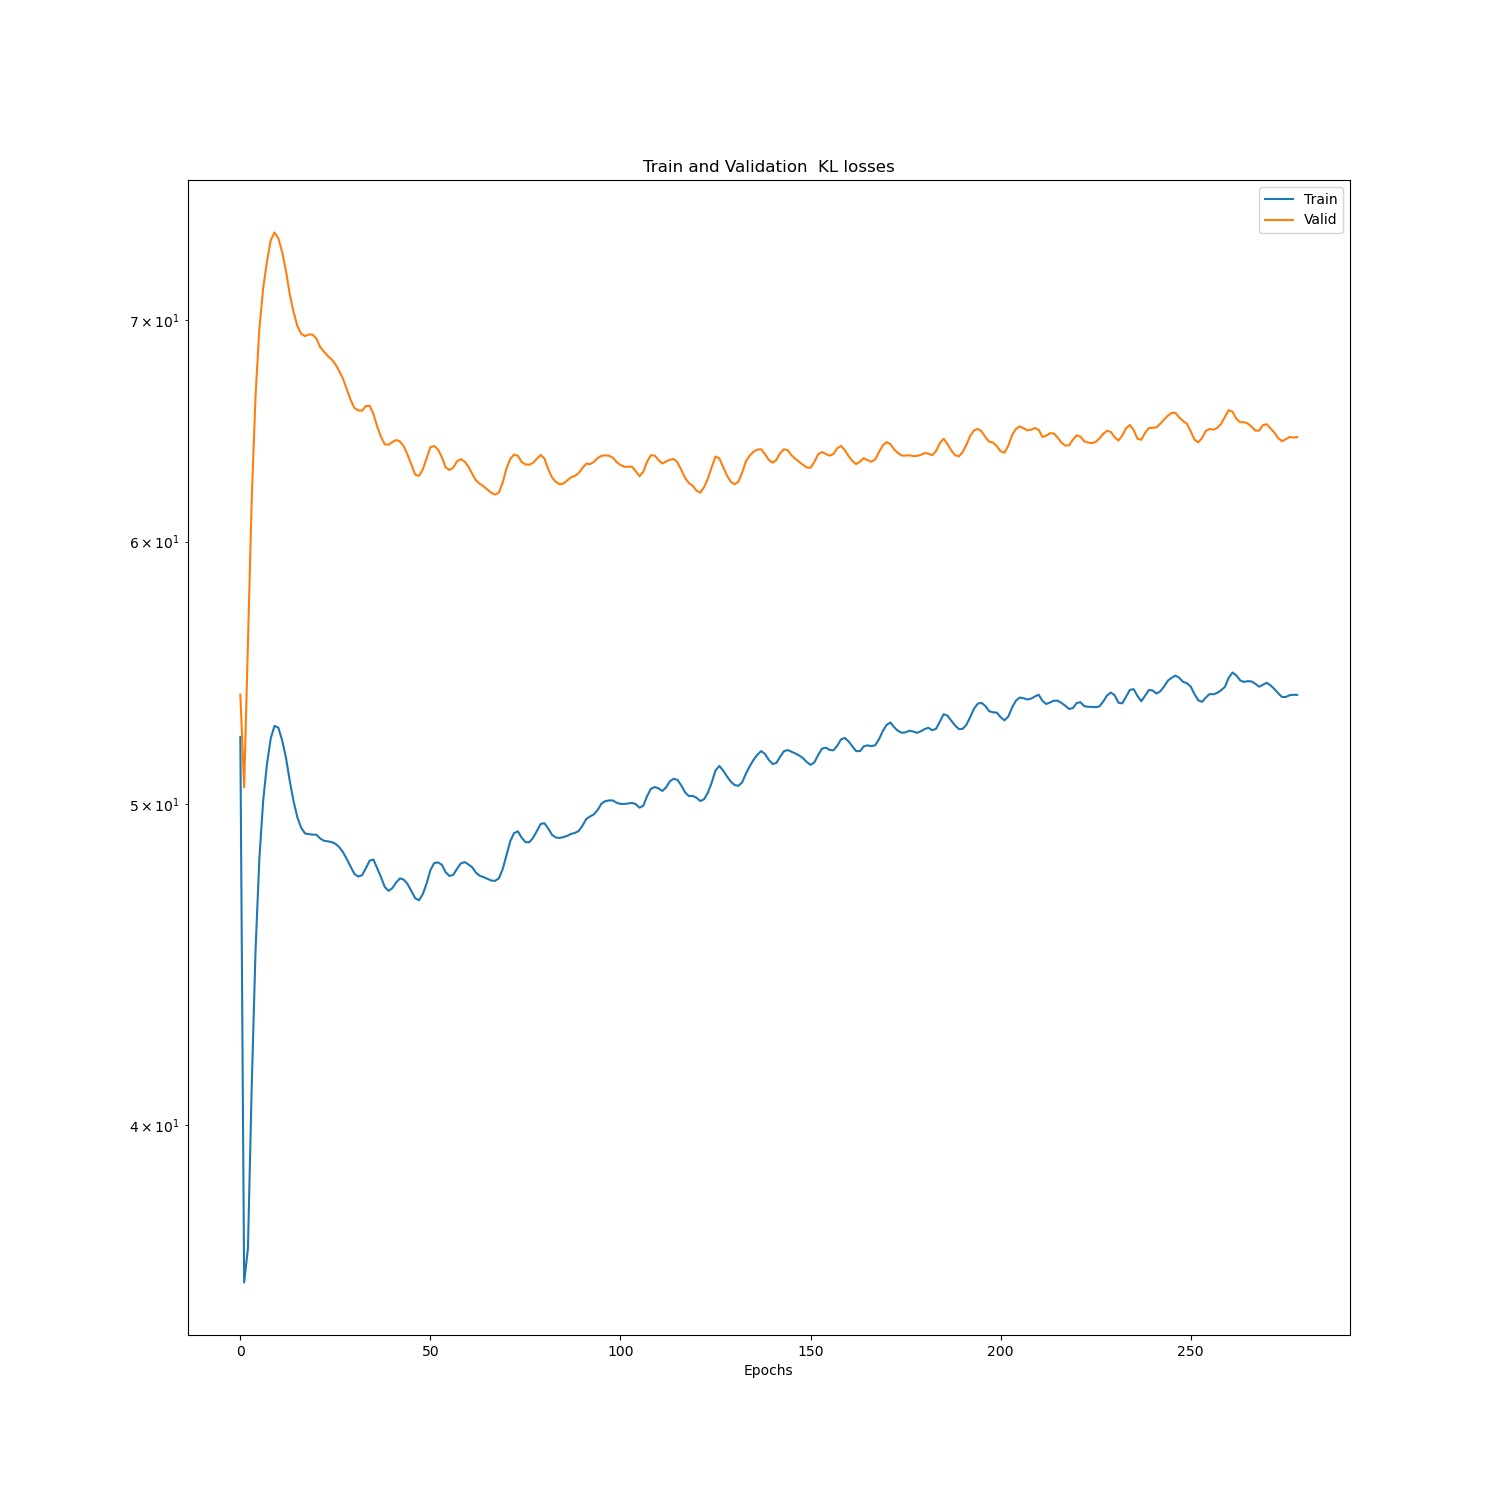 Train and Validation  KL losses
Train
Valid
7 × 10¹
6 × 10¹
5 × 10¹
4 × 10¹
0 50 100 150 200 250
Epochs